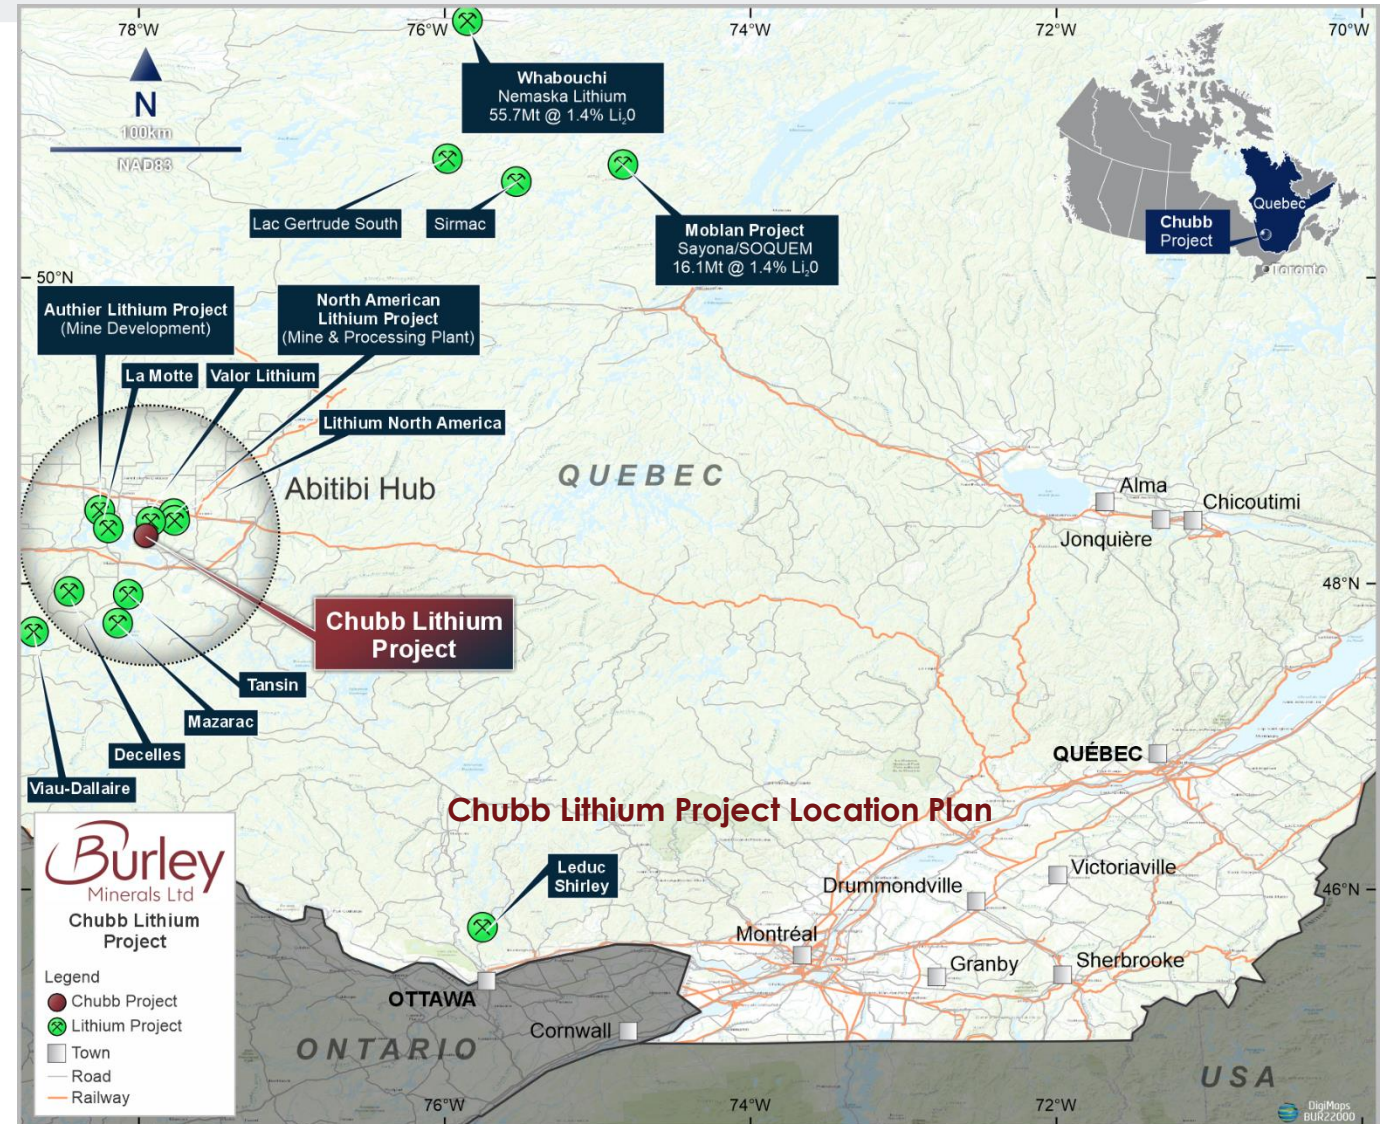 78°W
76°W
74°W
72°W
70°W
N
100km
NAD83
Whabouchi
Nemaska Lithium
55.7Mt @ 1.4% Li₂0
Lac Gertrude South
Sirmac
Moblan Project
Sayona/SOQUEM
16.1Mt @ 1.4% Li₂0
Quebec
Chubb
Project
Toronto
50°N
Authier Lithium Project
(Mine Development)
North American
Lithium Project
(Mine & Processing Plant)
La Motte
Valor Lithium
Lithium North America
Abitibi Hub
QUEBEC
Alma
Chicoutimi
Jonquière
48°N
Chubb Lithium
Project
Tansin
Mazarac
Decelles
Viau-Dallaire
QUÉBEC
Chubb Lithium Project Location Plan
Burley
Minerals Ltd
Chubb Lithium
Project
Legend
Chubb Project
Lithium Project
Town
Road
Railway
Leduc
Shirley
Victoriaville
Drummondville
46°N
Montréal
Granby
Sherbrooke
OTTAWA
Cornwall
ONTARIO
USA
76°W
74°W
72°W
DigiMaps
BUR22000